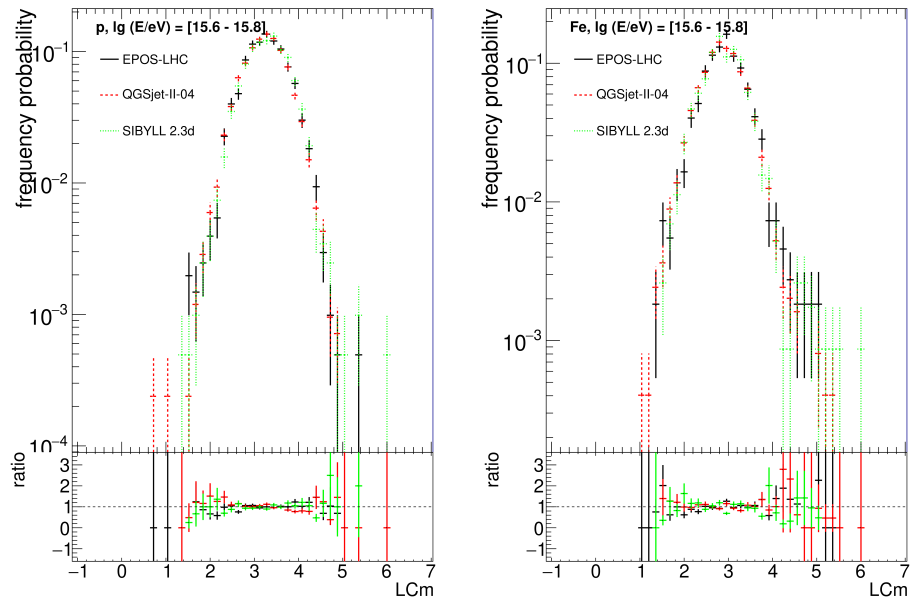 p, lg (E/eV) = [15.6 - 15.8]
EPOS-LHC
QGSjet-II-04
SIBYLL 2.3d
frequency probability
frequency probability
10⁻¹
10⁻²
10⁻³
10⁻⁴
ratio
3
2
1
0
−1
−1 0 1 2 3 4 5 6 7
LCm
Fe, lg (E/eV) = [15.6 - 15.8]
EPOS-LHC
QGSjet-II-04
SIBYLL 2.3d
frequency probability
frequency probability
10⁻¹
10⁻²
10⁻³
ratio
3
2
1
0
−1
−1 0 1 2 3 4 5 6 7
LCm